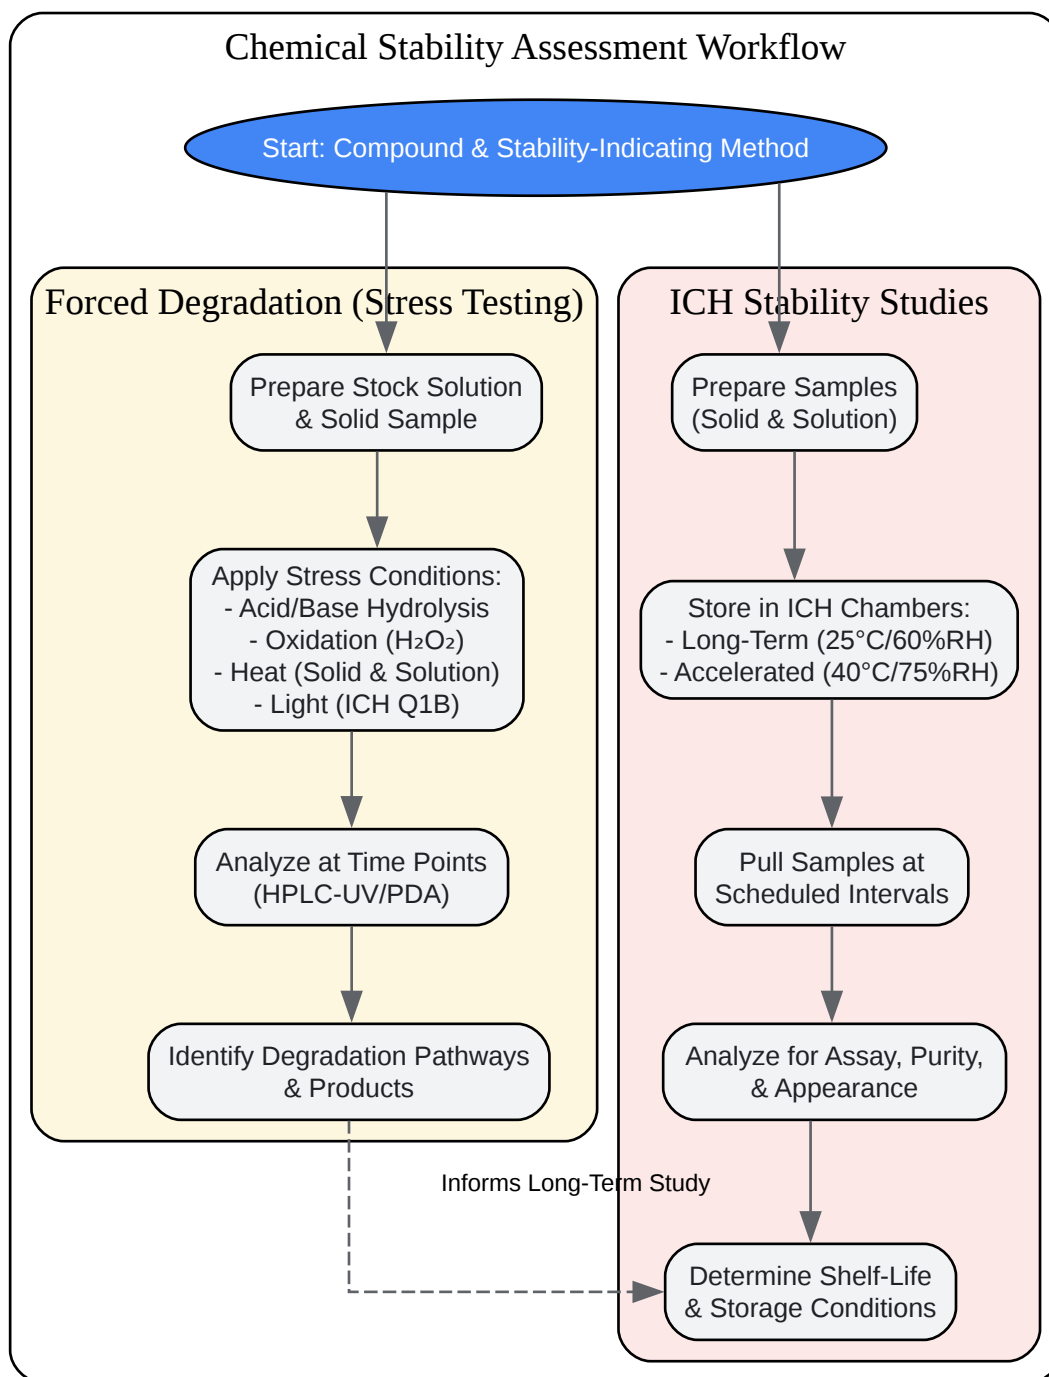 Chemical Stability Assessment Workflow
Start: Compound & Stability-Indicating Method
Forced Degradation (Stress Testing)
Prepare Stock Solution
& Solid Sample
Apply Stress Conditions:
- Acid/Base Hydrolysis
- Oxidation (H₂O₂)
- Heat (Solid & Solution)
- Light (ICH Q1B)
Analyze at Time Points
(HPLC-UV/PDA)
Identify Degradation Pathways
& Products
Informs Long-Term Study
ICH Stability Studies
Prepare Samples
(Solid & Solution)
Store in ICH Chambers:
- Long-Term (25°C/60%RH)
- Accelerated (40°C/75%RH)
Pull Samples at
Scheduled Intervals
Analyze for Assay, Purity,
& Appearance
Determine Shelf-Life
& Storage Conditions